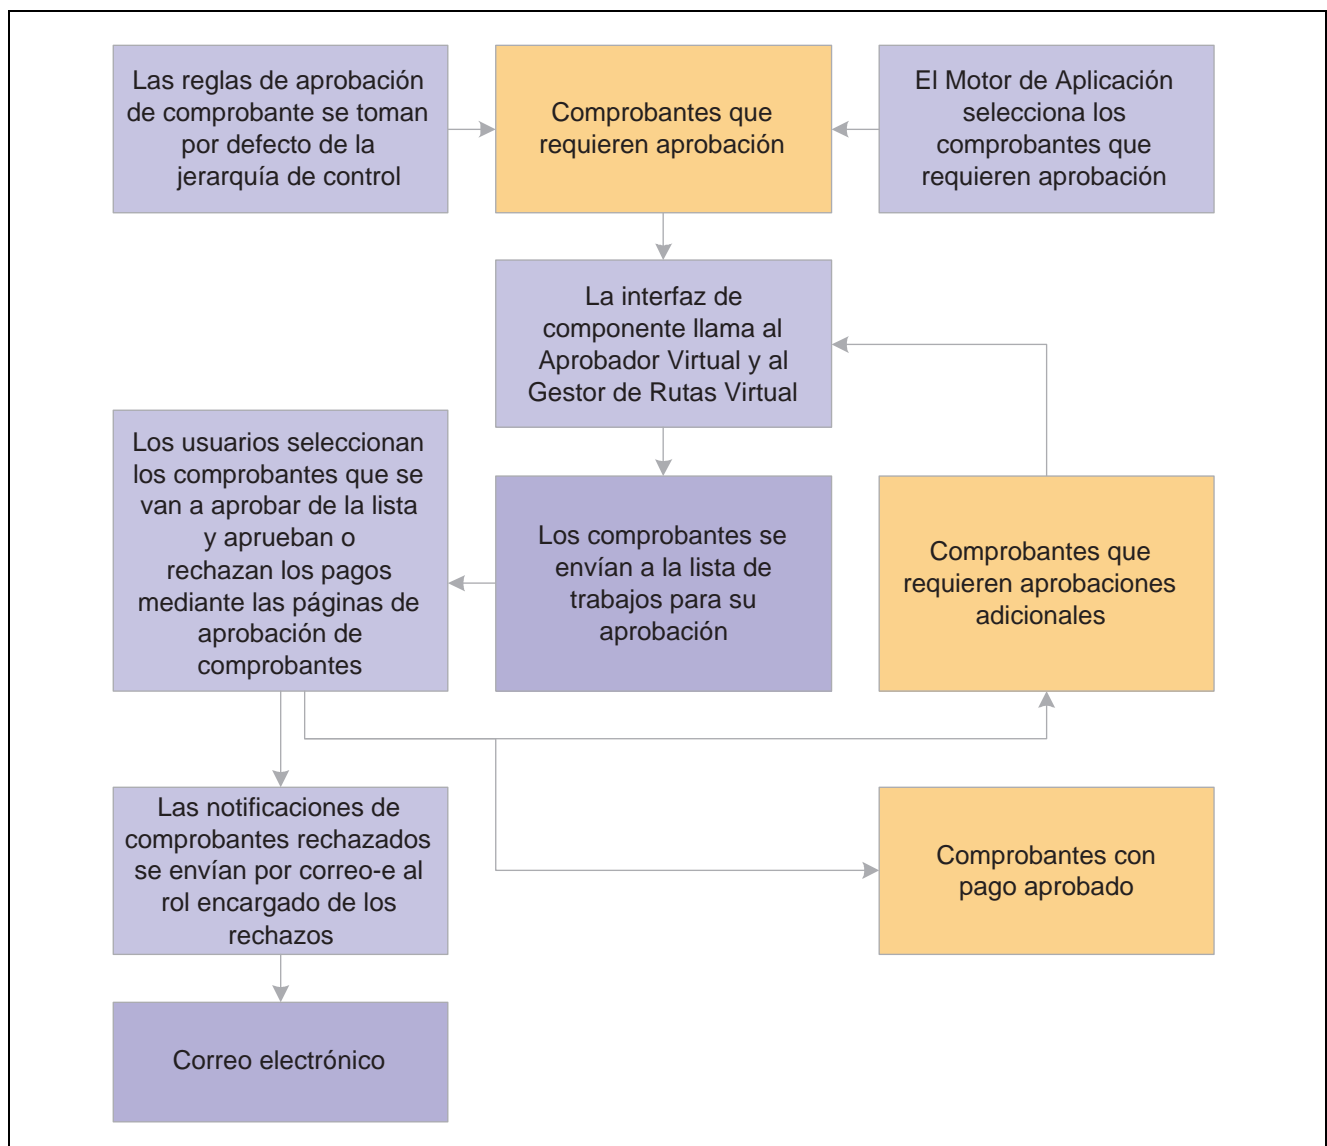 Las reglas de aprobación
de comprobante se toman
por defecto de la
jerarquía de control
Comprobantes que
requieren aprobación
El Motor de Aplicación
selecciona los
comprobantes que
requieren aprobación
La interfaz de
componente llama al
Aprobador Virtual y al
Gestor de Rutas Virtual
Los usuarios seleccionan
los comprobantes que se
van a aprobar de la lista
y aprueban o
rechazan los pagos
mediante las páginas de
aprobación de
comprobantes
Los comprobantes se
envían a la lista de
trabajos para su
aprobación
Comprobantes que
requieren aprobaciones
adicionales
Las notificaciones de
comprobantes rechazados
se envían por correo-e al
rol encargado de los
rechazos
Comprobantes con
pago aprobado
Correo electrónico